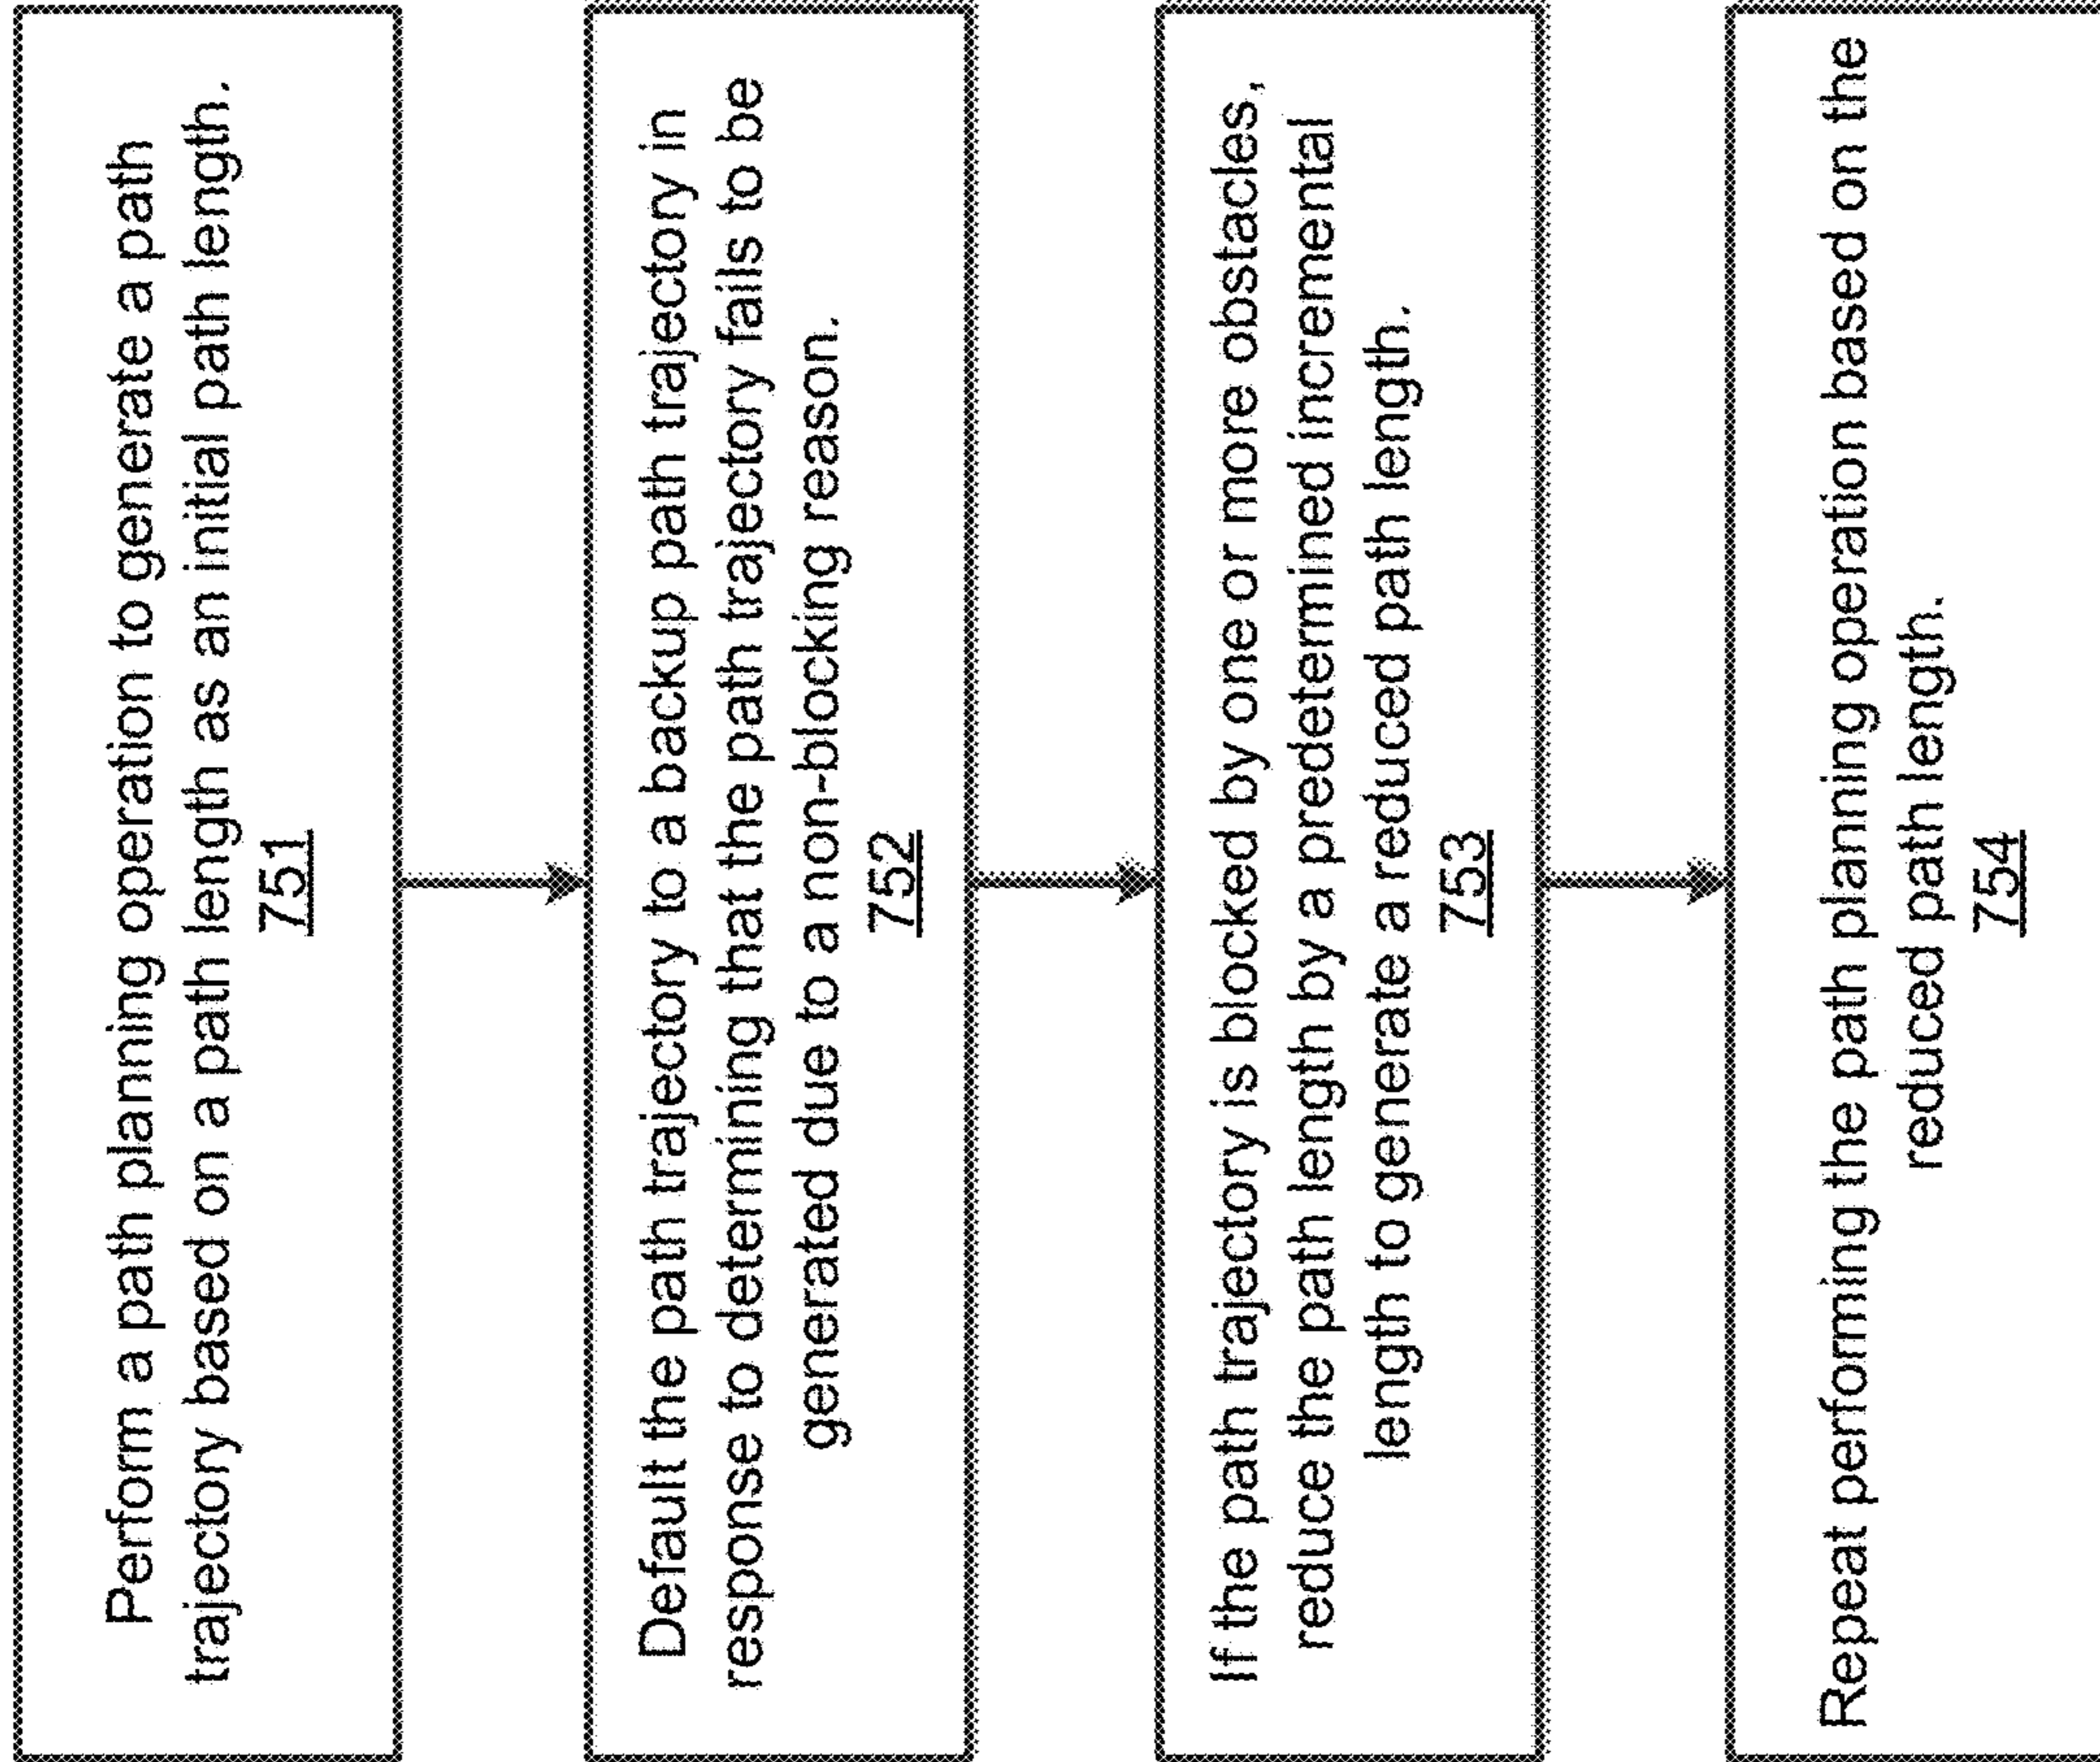 Perform a path planning operation to generate a path
trajectory based on a path length as an initial path length.
751
Default the path trajectory to a backup path trajectory in
response to determining that the path trajectory fails to be
generated due to a non-blocking reason.
752
If the path trajectory is blocked by one or more obstacles,
reduce the path length by a predetermined incremental
length to generate a reduced path length.
753
Repeat performing the path planning operation based on the
reduced path length.
754